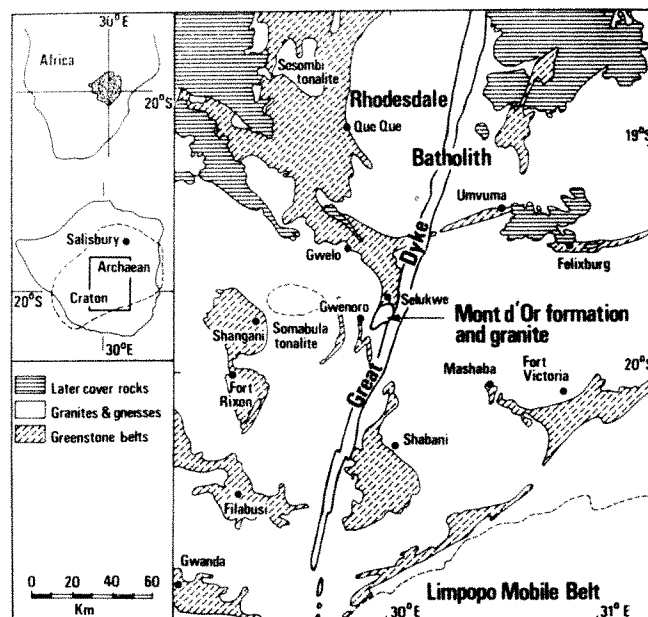 30°E
Africa
20°S
Salisbury
Archaean
20°S
Craton
30°E
Later cover rocks
Granites & gneisses
Greenstone belts
0 20 40 60
Km
Sesombi
tonalite
Rhodesdale
Que Que
19°S
Batholith
Umvuma
Gwelo
Dyke
Felixburg
Selukwe
Gwenoro
Mont d'Or formation
and granite
Somabula
tonalite
Shangani
Great
Mashaba
Fort
Victoria
20°S
Fort
Rixon
Shabani
Filabusi
Gwanda
Limpopo Mobile Belt
30°E
31°E